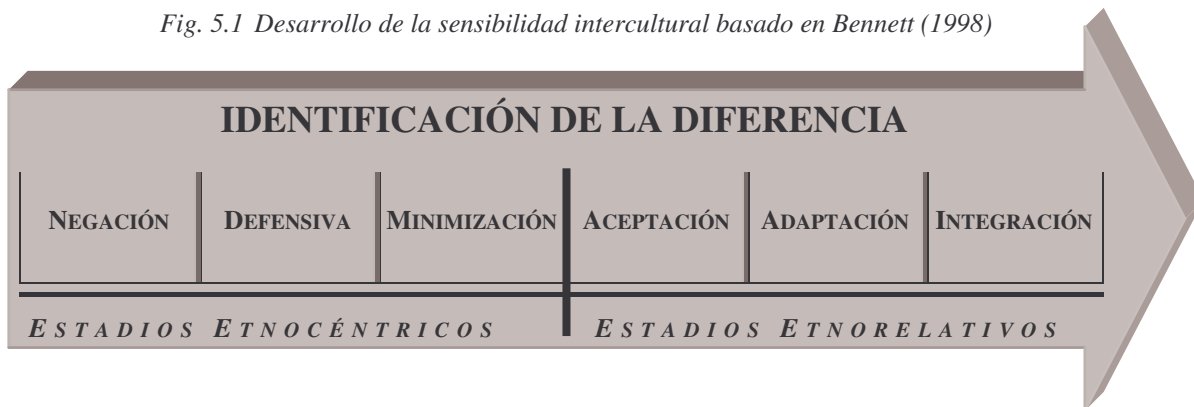 Fig. 5.1 Desarrollo de la sensibilidad intercultural basado en Bennett (1998)
IDENTIFICACIÓN DE LA DIFERENCIA
NEGACIÓN DEFENSIVA MINIMIZACIÓN ACEPTACIÓN ADAPTACIÓN INTEGRACIÓN
ESTADIOS ETNOCÉNTRICOS ESTADIOS ETNORELATIVOS